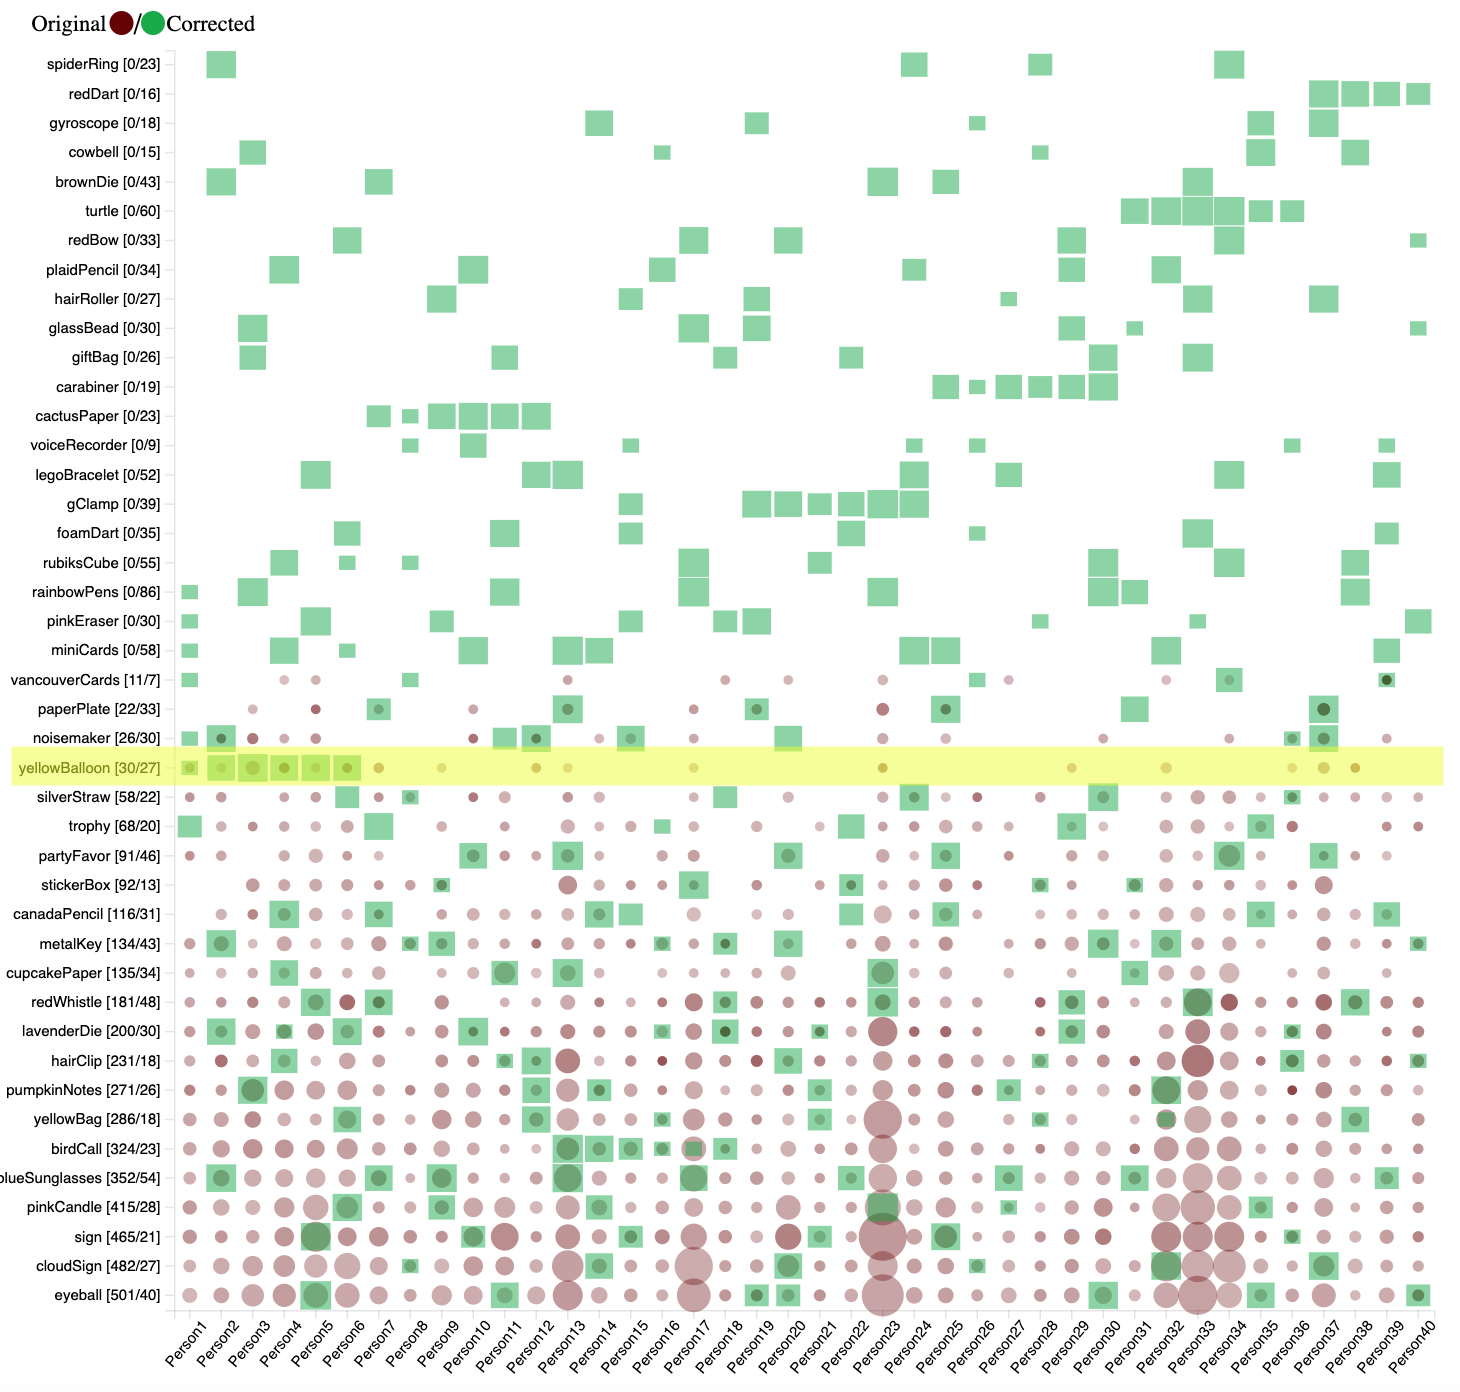 Original / Corrected
spiderRing [0/23]
redDart [0/16]
gyroscope [0/18]
cowbell [0/15]
brownDie [0/43]
turtle [0/60]
redBow [0/33]
plaidPencil [0/34]
hairRoller [0/27]
glassBead [0/30]
giftBag [0/26]
carabiner [0/19]
cactusPaper [0/23]
voiceRecorder [0/9]
legoBracelet [0/52]
gClamp [0/39]
foamDart [0/35]
rubiksCube [0/55]
rainbowPens [0/86]
pinkEraser [0/30]
miniCards [0/58]
vancouverCards [11/7]
paperPlate [22/33]
noisemaker [26/30]
yellowBalloon [30/27]
silverStraw [58/22]
trophy [68/20]
partyFavor [91/46]
stickerBox [92/13]
canadaPencil [116/31]
metalKey [134/43]
cupcakePaper [135/34]
redWhistle [181/48]
lavenderDie [200/30]
hairClip [231/18]
pumpkinNotes [271/26]
yellowBag [286/18]
birdCall [324/23]
blueSunglasses [352/54]
pinkCandle [415/28]
sign [465/21]
cloudSign [482/27]
eyeball [501/40]
Person1
Person2
Person3
Person4
Person5
Person6
Person7
Person8
Person9
Person10
Person11
Person12
Person13
Person14
Person15
Person16
Person17
Person18
Person19
Person20
Person21
Person22
Person23
Person24
Person25
Person26
Person27
Person28
Person29
Person30
Person31
Person32
Person33
Person34
Person35
Person36
Person37
Person38
Person39
Person40